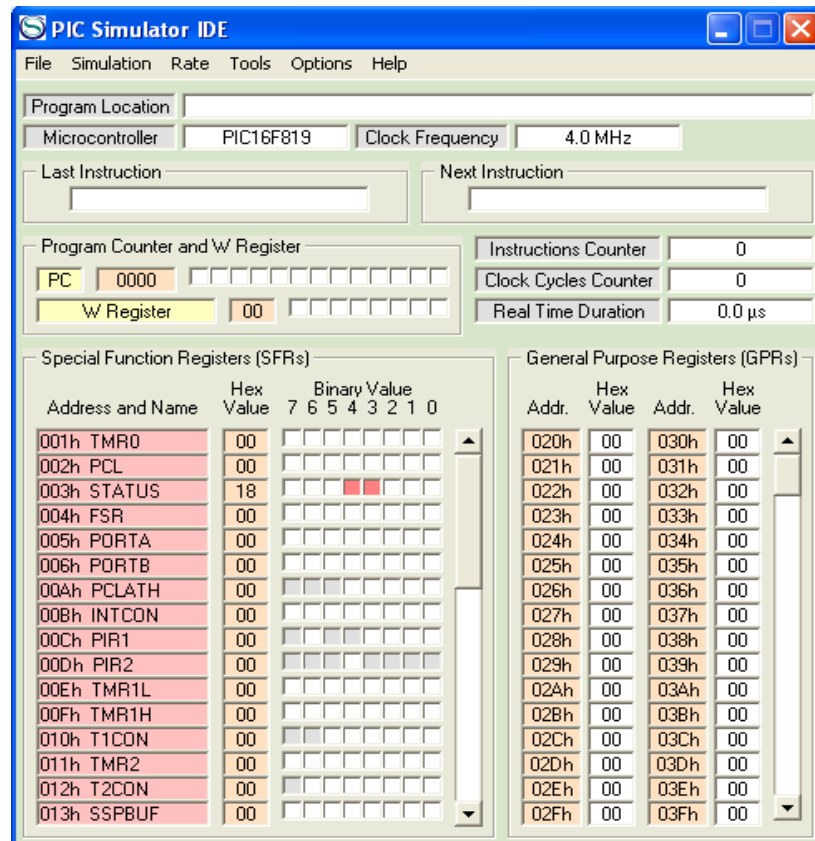 PIC Simulator IDE
File Simulation Rate Tools Options Help
Program Location
Microcontroller PIC16F819 Clock Frequency 4.0 MHz
Last Instruction Next Instruction
Program Counter and W Register
PC 0000
W Register 00
Instructions Counter 0
Clock Cycles Counter 0
Real Time Duration 0.0 µs
Special Function Registers (SFRs)
Hex Binary Value
Address and Name Value 7 6 5 4 3 2 1 0
001h TMR0 00
002h PCL 00
003h STATUS 18
004h FSR 00
005h PORTA 00
006h PORTB 00
00Ah PCLATH 00
00Bh INTCON 00
00Ch PIR1 00
00Dh PIR2 00
00Eh TMR1L 00
00Fh TMR1H 00
010h T1CON 00
011h TMR2 00
012h T2CON 00
013h SSPBUF 00
General Purpose Registers (GPRs)
Hex Hex
Addr. Value Addr. Value
020h 00 030h 00
021h 00 031h 00
022h 00 032h 00
023h 00 033h 00
024h 00 034h 00
025h 00 035h 00
026h 00 036h 00
027h 00 037h 00
028h 00 038h 00
029h 00 039h 00
02Ah 00 03Ah 00
02Bh 00 03Bh 00
02Ch 00 03Ch 00
02Dh 00 03Dh 00
02Eh 00 03Eh 00
02Fh 00 03Fh 00